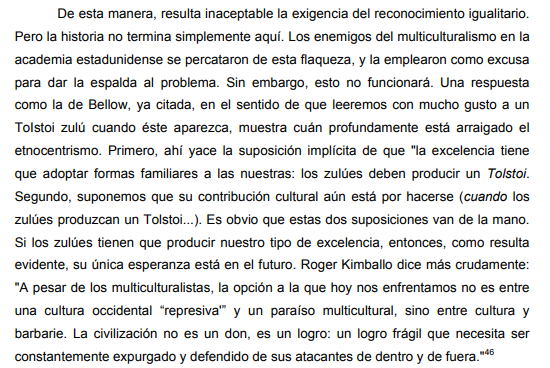 De esta manera, resulta inaceptable la exigencia del reconocimiento igualitario.
Pero la historia no termina simplemente aquí. Los enemigos del multiculturalismo en la
academia estadunidense se percataron de esta flaqueza, y la emplearon como excusa
para dar la espalda al problema. Sin embargo, esto no funcionará. Una respuesta
como la de Bellow, ya citada, en el sentido de que leeremos con mucho gusto a un
Tolstoi zulú cuando éste aparezca, muestra cuán profundamente está arraigado el
etnocentrismo. Primero, ahí yace la suposición implícita de que "la excelencia tiene
que adoptar formas familiares a las nuestras: los zulúes deben producir un Tolstoi.
Segundo, suponemos que su contribución cultural aún está por hacerse (cuando los
zulúes produzcan un Tolstoi...). Es obvio que estas dos suposiciones van de la mano.
Si los zulúes tienen que producir nuestro tipo de excelencia, entonces, como resulta
evidente, su única esperanza está en el futuro. Roger Kimballo dice más crudamente:
"A pesar de los multiculturalistas, la opción a la que hoy nos enfrentamos no es entre
una cultura occidental “represiva'” y un paraíso multicultural, sino entre cultura y
barbarie. La civilización no es un don, es un logro: un logro frágil que necesita ser
constantemente expurgado y defendido de sus atacantes de dentro y de fuera."46